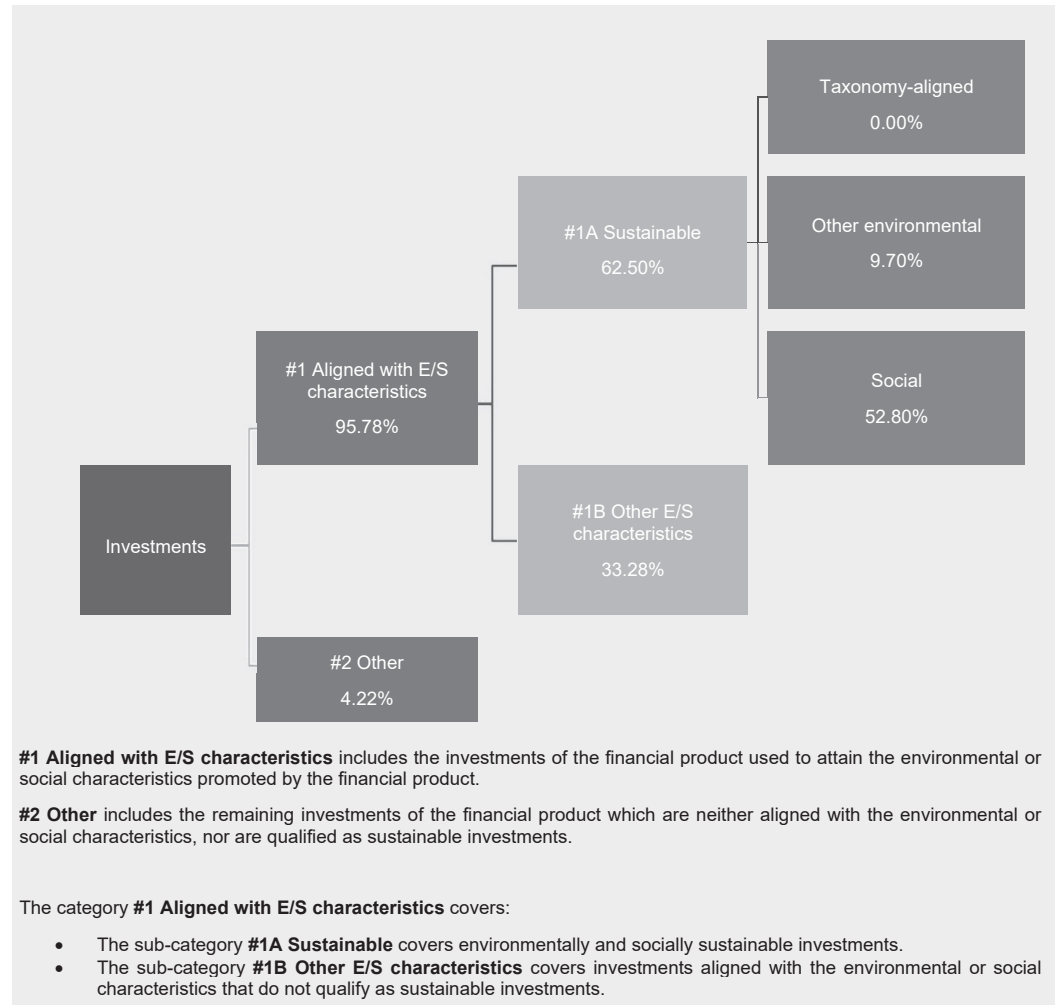 Taxonomy-aligned
0.00%
#1A Sustainable
62.50%
Other environmental
9.70%
#1 Aligned with E/S
characteristics
95.78%
Social
52.80%
Investments
#1B Other E/S
characteristics
33.28%
#2 Other
4.22%
#1 Aligned with E/S characteristics includes the investments of the financial product used to attain the environmental or
social characteristics promoted by the financial product.
#2 Other includes the remaining investments of the financial product which are neither aligned with the environmental or
social characteristics, nor are qualified as sustainable investments.
The category #1 Aligned with E/S characteristics covers:
• The sub-category #1A Sustainable covers environmentally and socially sustainable investments.
• The sub-category #1B Other E/S characteristics covers investments aligned with the environmental or social
characteristics that do not qualify as sustainable investments.